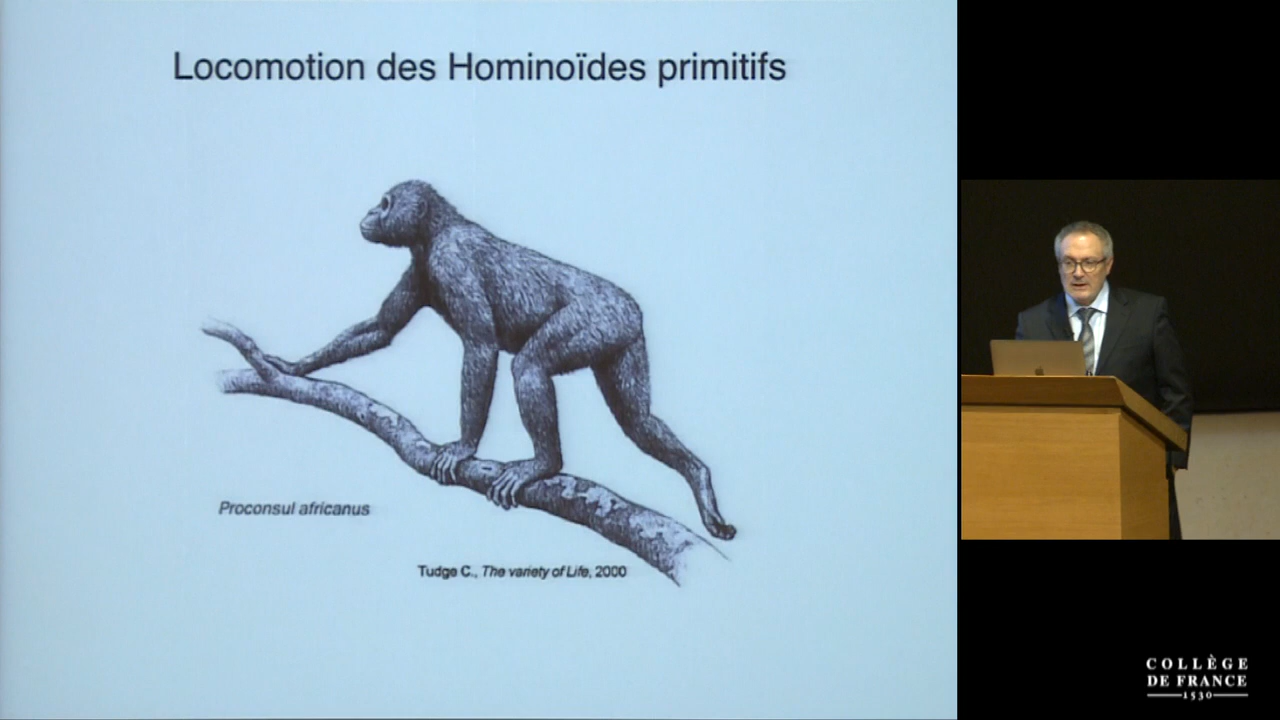 Locomotion des Hominoïdes primitifs
Proconsul africanus
Tudge C., The variety of Life, 2000
COLLÈGE
DE FRANCE
1530